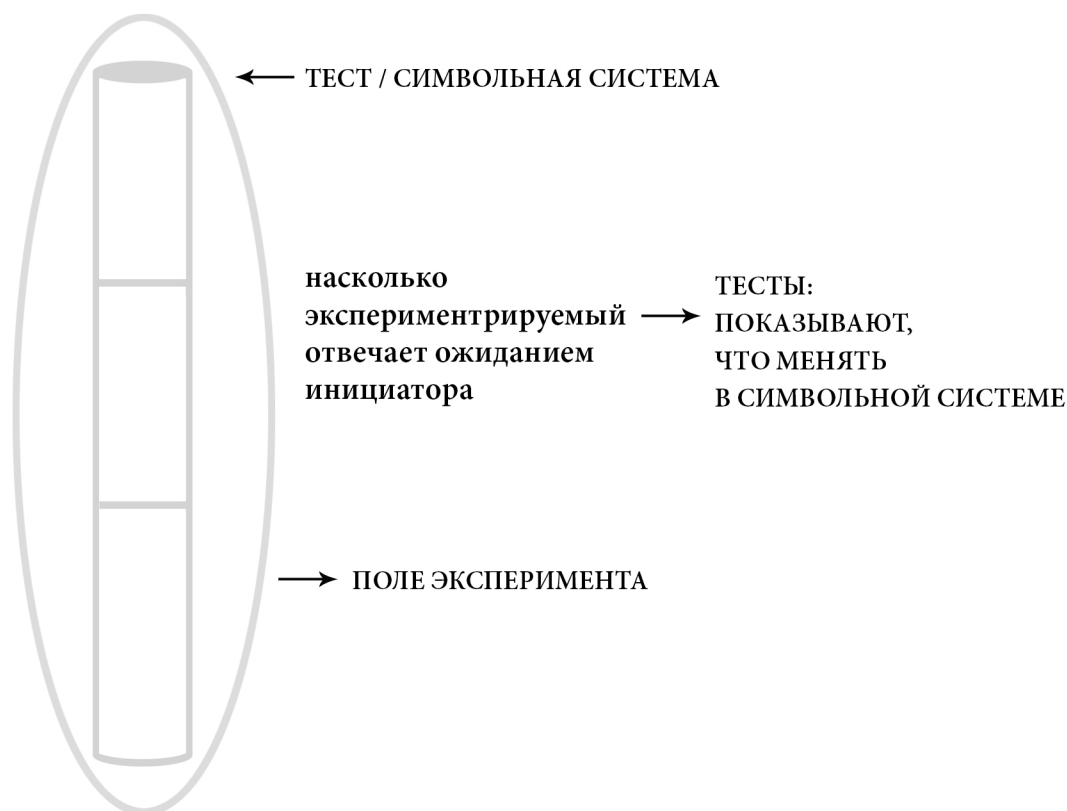 ТЕСТ / СИМВОЛЬНАЯ СИСТЕМА
насколько
экспериментрируемый
отвечает ожиданием
инициатора
ТЕСТЫ:
ПОКАЗЫВАЮТ,
ЧТО МЕНЯТЬ
В СИМВОЛЬНОЙ СИСТЕМЕ
ПОЛЕ ЭКСПЕРИМЕНТА